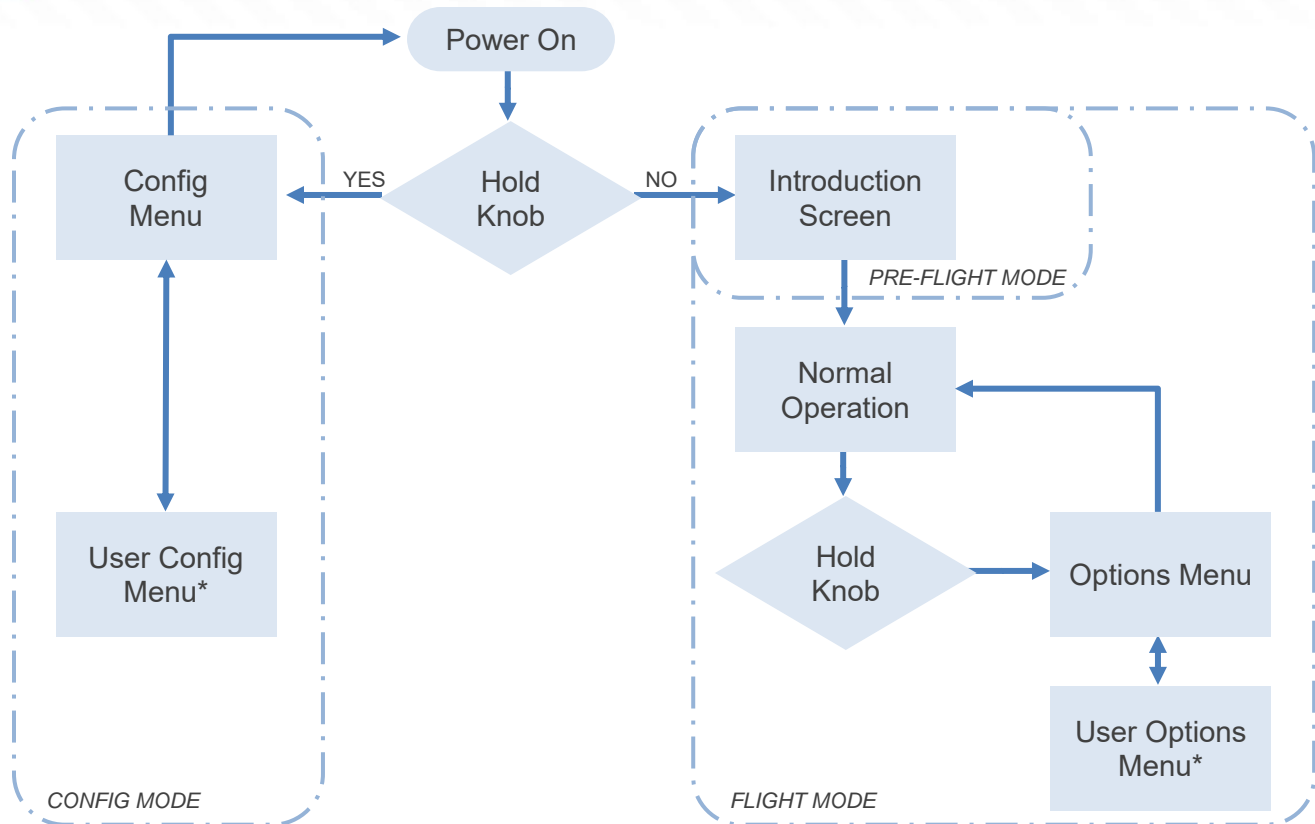 Power On
Config
Menu
YES
Hold
Knob
NO
Introduction
Screen
PRE-FLIGHT MODE
Normal
Operation
User Config
Menu*
Hold
Knob
Options Menu
User Options
Menu*
CONFIG MODE
FLIGHT MODE